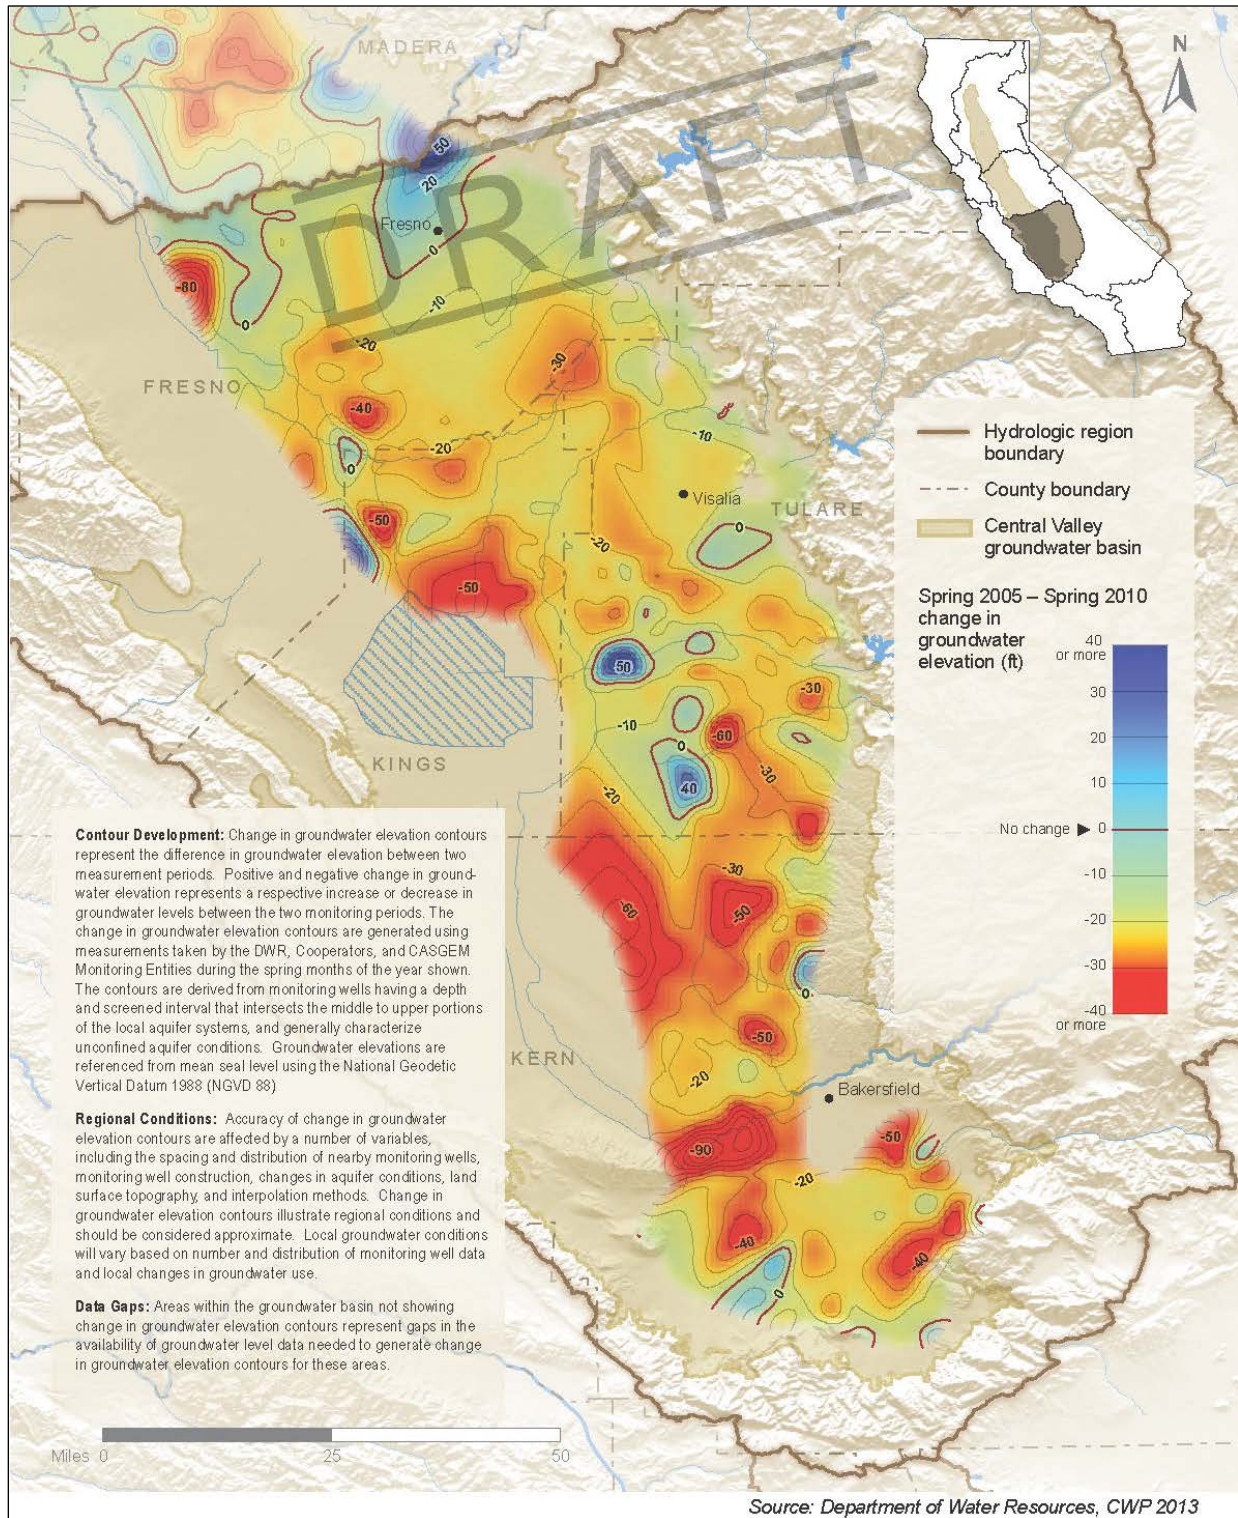 MADERA
N
DRAFT
50
20
Fresno
0
-80
0
-10
-20
-30
FRESNO
-40
-10
-20
0
Visalia
TULARE
-50
0
-20
-50
50
-30
-10
0
-60
40
-30
KINGS
-20
-30
-60
-50
0
-50
KERN
-20
Bakersfield
-50
-90
-20
-40
-40
0
Hydrologic region
boundary
County boundary
Central Valley
groundwater basin
Spring 2005 – Spring 2010
change in
groundwater
elevation (ft)
40
or more
30
20
10
No change ▶ 0
-10
-20
-30
-40
or more
Contour Development: Change in groundwater elevation contours
represent the difference in groundwater elevation between two
measurement periods. Positive and negative change in ground-
water elevation represents a respective increase or decrease in
groundwater levels between the two monitoring periods. The
change in groundwater elevation contours are generated using
measurements taken by the DWR, Cooperators, and CASGEM
Monitoring Entities during the spring months of the year shown.
The contours are derived from monitoring wells having a depth
and screened interval that intersects the middle to upper portions
of the local aquifer systems, and generally characterize
unconfined aquifer conditions. Groundwater elevations are
referenced from mean seal level using the National Geodetic
Vertical Datum 1988 (NGVD 88)
Regional Conditions: Accuracy of change in groundwater
elevation contours are affected by a number of variables,
including the spacing and distribution of nearby monitoring wells,
monitoring well construction, changes in aquifer conditions, land
surface topography, and interpolation methods. Change in
groundwater elevation contours illustrate regional conditions and
should be considered approximate. Local groundwater conditions
will vary based on number and distribution of monitoring well data
and local changes in groundwater use.
Data Gaps: Areas within the groundwater basin not showing
change in groundwater elevation contours represent gaps in the
availability of groundwater level data needed to generate change
in groundwater elevation contours for these areas.
Miles 0 25 50
Source: Department of Water Resources, CWP 2013